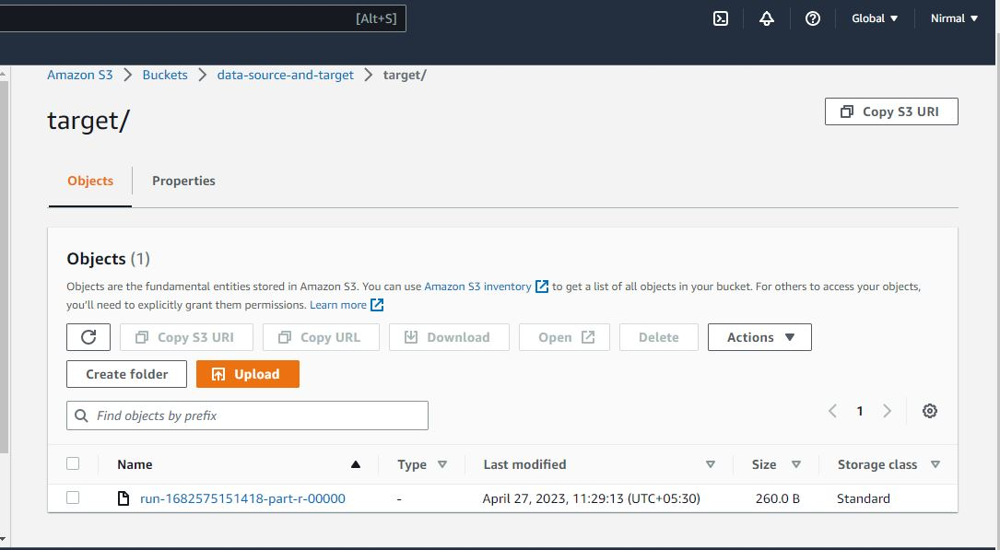 [Alt+S]
Global
Nirmal
Amazon S3 > Buckets > data-source-and-target > target/
target/
Copy S3 URI
Objects
Properties
Objects (1)
Objects are the fundamental entities stored in Amazon S3. You can use Amazon S3 inventory to get a list of all objects in your bucket. For others to access your objects,
you'll need to explicitly grant them permissions. Learn more
Copy S3 URI
Copy URL
Download
Open
Delete
Actions
Create folder
Upload
Find objects by prefix
1
Name Type Last modified Size Storage class
run-1682575151418-part-r-00000 - April 27, 2023, 11:29:13 (UTC+05:30) 260.0 B Standard